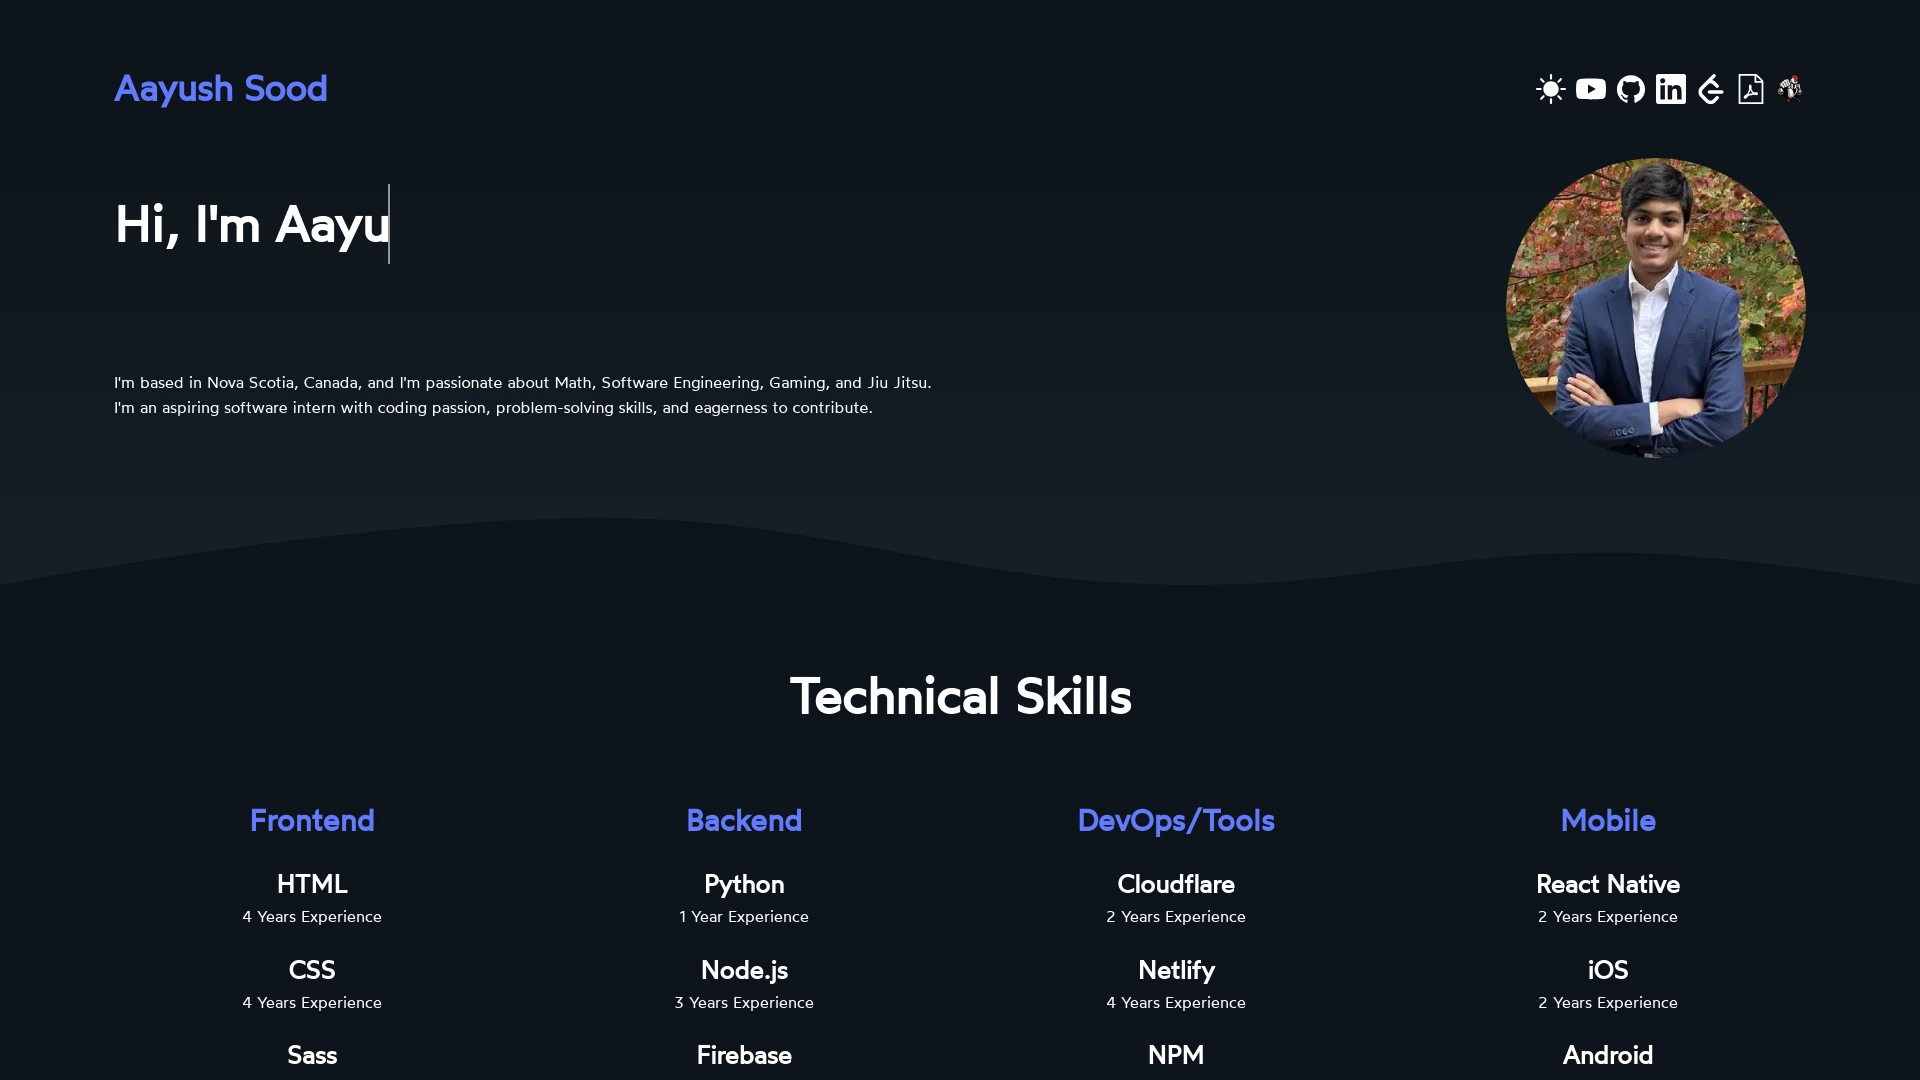 Aayush Sood
Hi, I'm Aayu
I'm based in Nova Scotia, Canada, and I'm passionate about Math, Software Engineering, Gaming, and Jiu Jitsu.
I'm an aspiring software intern with coding passion, problem-solving skills, and eagerness to contribute.
Technical Skills
Frontend
HTML
4 Years Experience
CSS
4 Years Experience
Sass
Backend
Python
1 Year Experience
Node.js
3 Years Experience
Firebase
DevOps/Tools
Cloudflare
2 Years Experience
Netlify
4 Years Experience
NPM
Mobile
React Native
2 Years Experience
iOS
2 Years Experience
Android